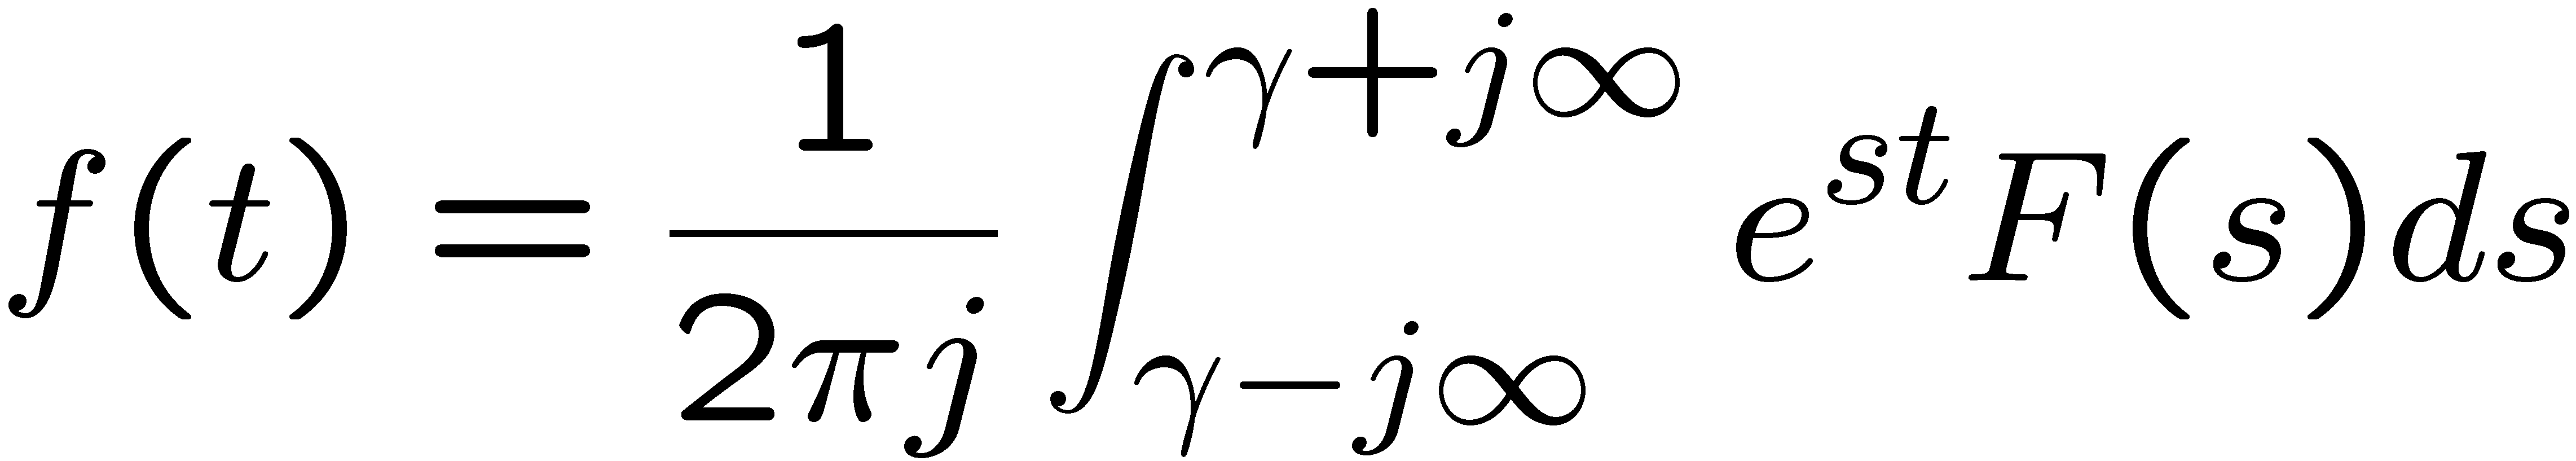 f(t) = \frac{1}{2\pi j} \int_{\gamma - j\infty}^{\gamma + j\infty} e^{st} F(s) ds